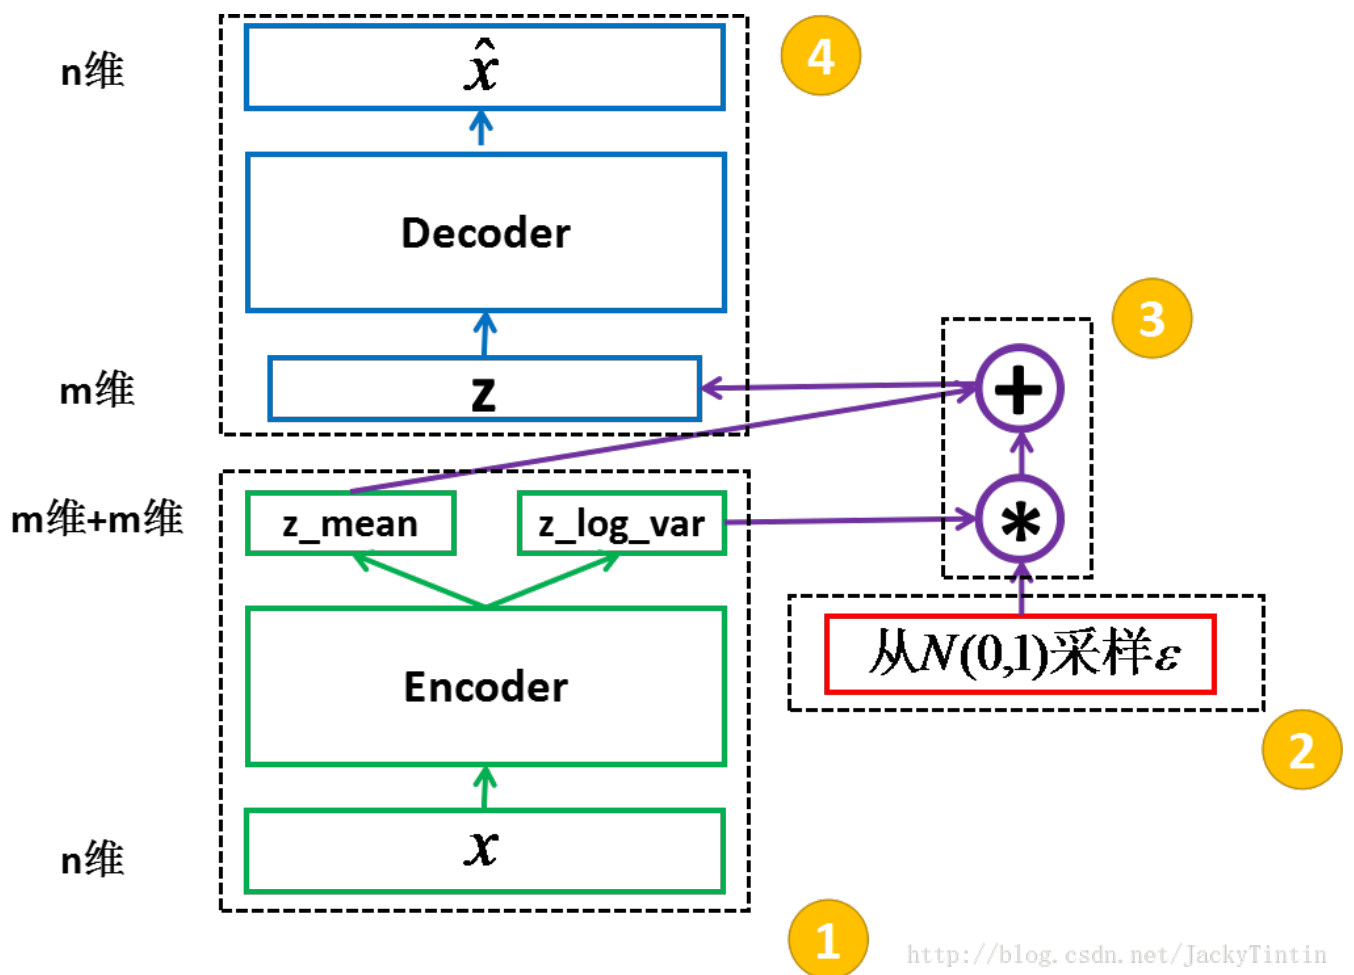 n维
x̂
4
Decoder
3
m维
z
+
m维+m维
z_mean
z_log_var
*
从N(0,1)采样ε
Encoder
2
n维
x
1
http://blog.csdn.net/JackyTintin